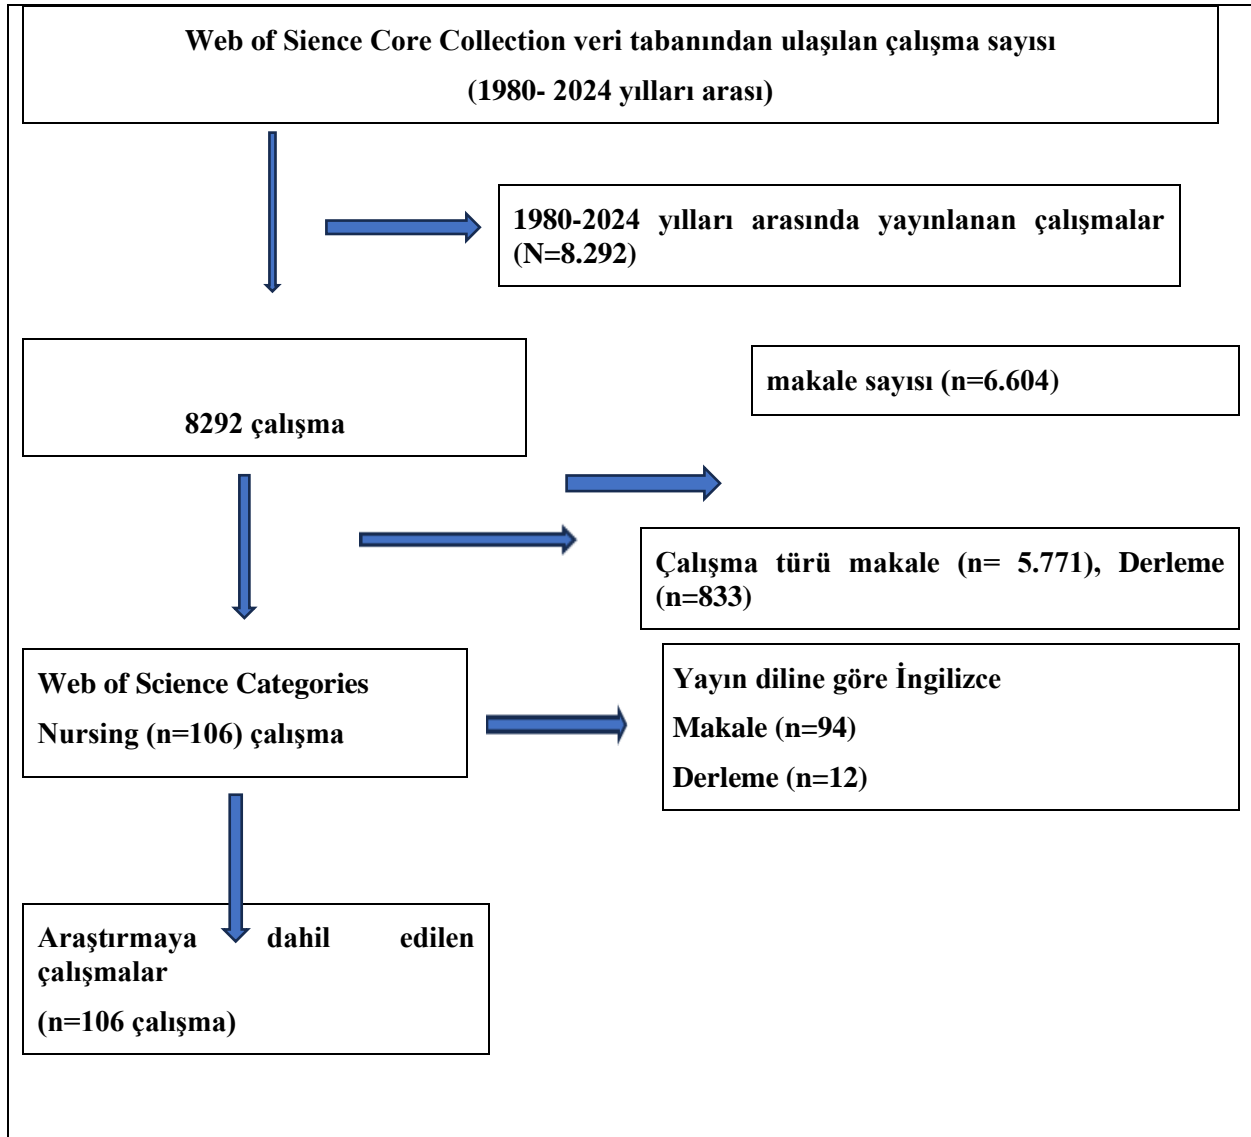 Web of Sience Core Collection veri tabanından ulaşılan çalışma sayısı
(1980- 2024 yılları arası)
1980-2024 yılları arasında yayınlanan çalışmalar
(N=8.292)
8292 çalışma
makale sayısı (n=6.604)
Çalışma türü makale (n= 5.771), Derleme
(n=833)
Web of Science Categories
Nursing (n=106) çalışma
Yayın diline göre İngilizce
Makale (n=94)
Derleme (n=12)
Araştırmaya dahil edilen
çalışmalar
(n=106 çalışma)